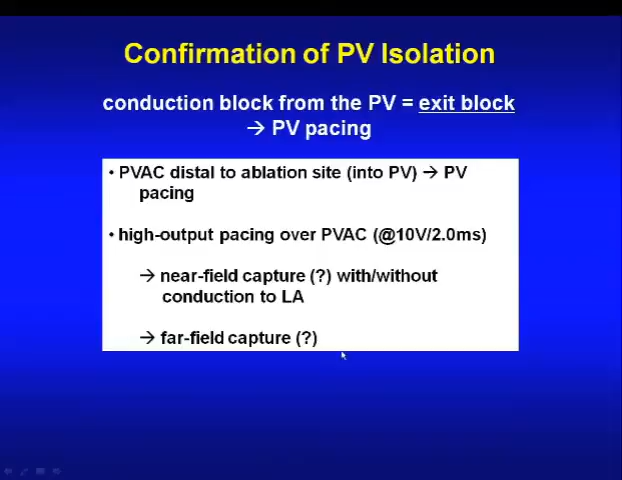 Confirmation of PV Isolation
conduction block from the PV = exit block
→ PV pacing
• PVAC distal to ablation site (into PV) → PV
pacing
• high-output pacing over PVAC (@10V/2.0ms)
→ near-field capture (?) with/without
conduction to LA
→ far-field capture (?)